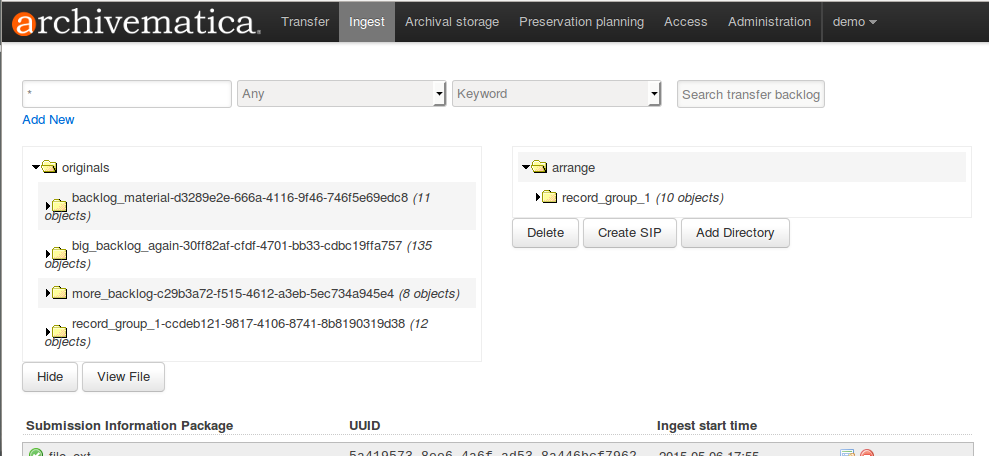 archivematica Transfer Ingest Archival storage Preservation planning Access Administration demo
* Any Keyword Search transfer backlog
Add New
originals
backlog_material-d3289e2e-666a-4116-9f46-746f5e69edc8 (11
objects)
big_backlog_again-30ff82af-cfdf-4701-bb33-cdbc19ffa757 (135
objects)
more_backlog-c29b3a72-f515-4612-a3eb-5ec734a945e4 (8 objects)
record_group_1-ccdeb121-9817-4106-8741-8b8190319d38 (12
objects)
Hide View File
arrange
record_group_1 (10 objects)
Delete Create SIP Add Directory
Submission Information Package UUID Ingest start time
file_ext 5a419573-8ee6-4a6f-ad53-8a446bcf7962 2015-05-06 17:55